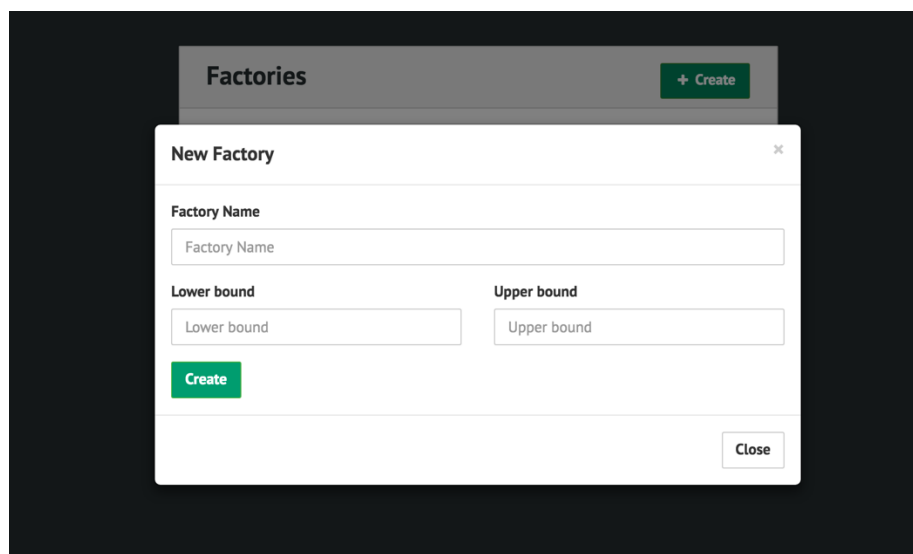 Factories
+ Create
New Factory
×
Factory Name
Factory Name
Lower bound Upper bound
Lower bound Upper bound
Create
Close